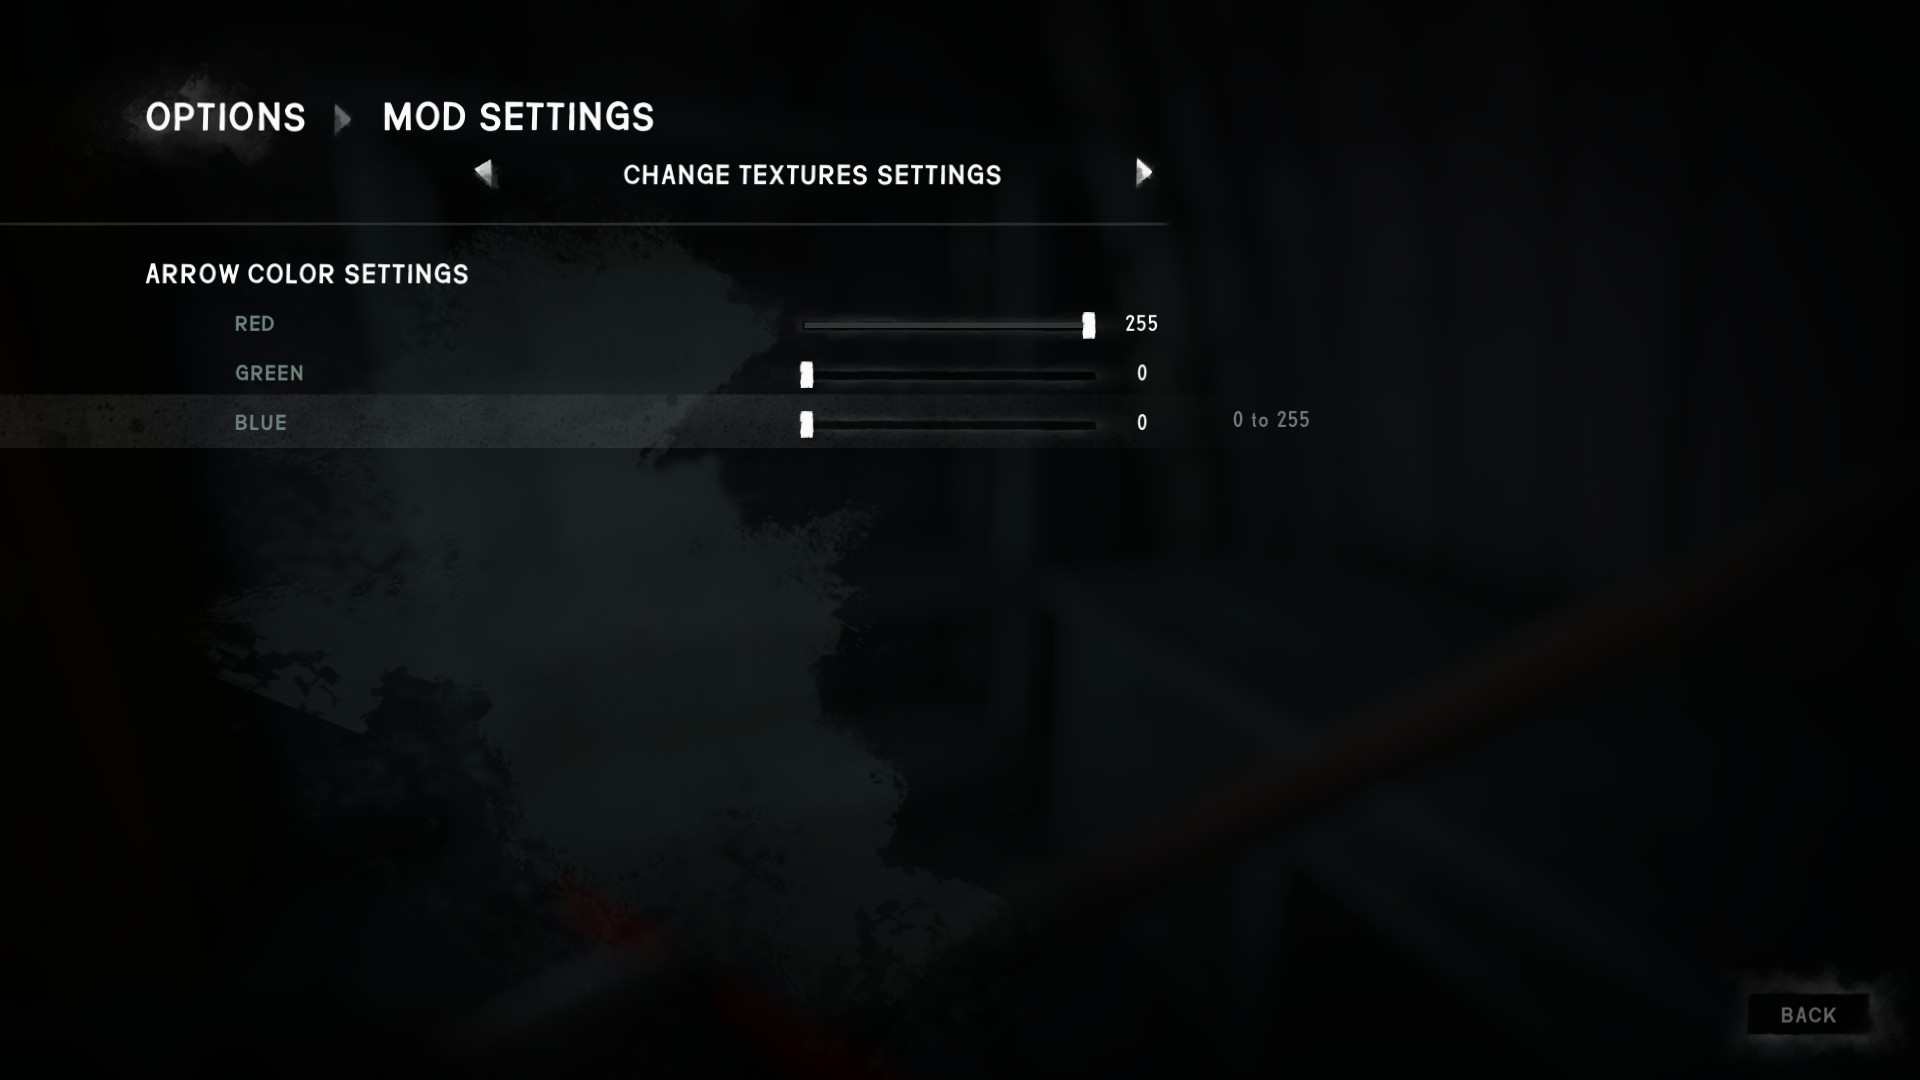 OPTIONS MOD SETTINGS
CHANGE TEXTURES SETTINGS
ARROW COLOR SETTINGS
RED 255
GREEN 0
BLUE 0 0 to 255
BACK